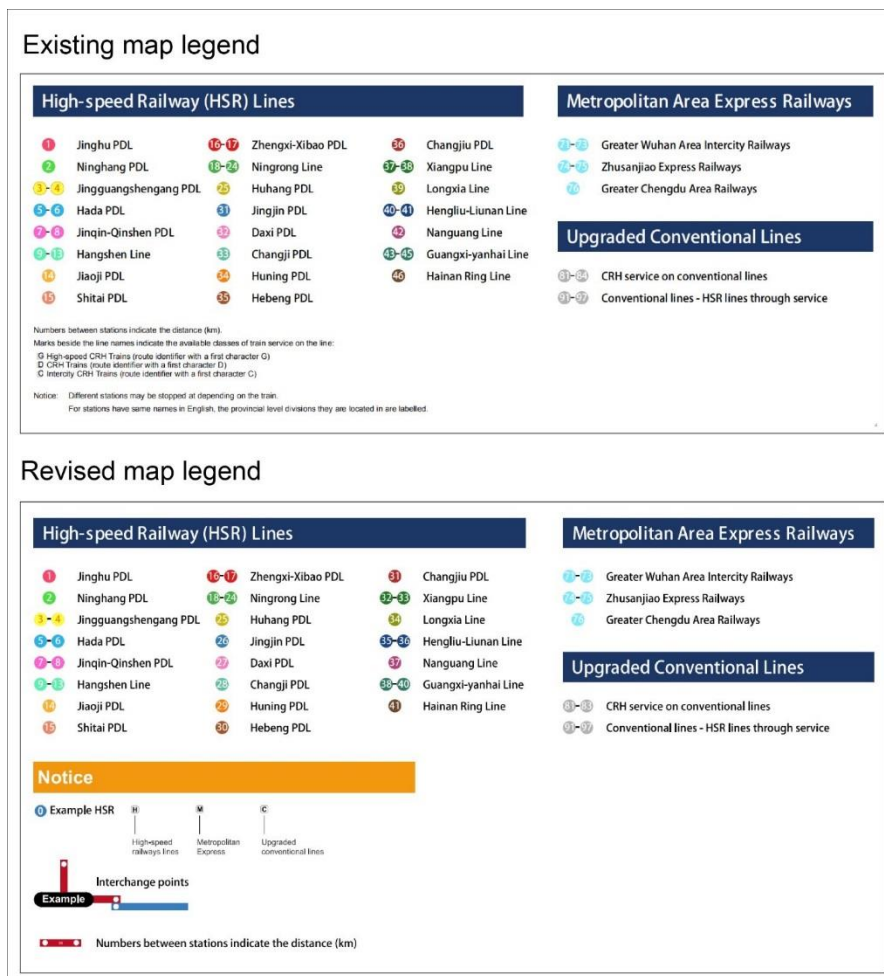 Existing map legend
High-speed Railway (HSR) Lines
1 Jinghu PDL
2 Ninghang PDL
3-4 Jingguangshengang PDL
5-6 Hada PDL
7-8 Jinqin-Qinshen PDL
9-13 Hangshen Line
14 Jiaoji PDL
15 Shitai PDL
16-17 Zhengxi-Xibao PDL
18-24 Ningrong Line
25 Huhang PDL
31 Jingjin PDL
32 Daxi PDL
33 Changji PDL
34 Huning PDL
35 Hebeng PDL
36 Changjiu PDL
37-38 Xiangpu Line
39 Longxia Line
40-41 Hengliu-Liunan Line
42 Nanguang Line
43-45 Guangxi-yanhai Line
46 Hainan Ring Line
Metropolitan Area Express Railways
71-73 Greater Wuhan Area Intercity Railways
74-75 Zhusanjiao Express Railways
76 Greater Chengdu Area Railways
Upgraded Conventional Lines
81-84 CRH service on conventional lines
91-97 Conventional lines - HSR lines through service
Numbers between stations indicate the distance (km).
Marks beside the line names indicate the available classes of train service on the line:
G High-speed CRH Trains (route identifier with a first character G)
D CRH Trains (route identifier with a first character D)
C Intercity CRH Trains (route identifier with a first character C)
Notice: Different stations may be stopped at depending on the train.
For stations have same names in English, the provincial level divisions they are located in are labelled.
Revised map legend
High-speed Railway (HSR) Lines
1 Jinghu PDL
2 Ninghang PDL
3-4 Jingguangshengang PDL
5-6 Hada PDL
7-8 Jinqin-Qinshen PDL
9-13 Hangshen Line
14 Jiaoji PDL
15 Shitai PDL
16-17 Zhengxi-Xibao PDL
18-24 Ningrong Line
25 Huhang PDL
26 Jingjin PDL
27 Daxi PDL
28 Changji PDL
29 Huning PDL
30 Hebeng PDL
31 Changjiu PDL
32-33 Xiangpu Line
34 Longxia Line
35-36 Hengliu-Liunan Line
37 Nanguang Line
38-40 Guangxi-yanhai Line
41 Hainan Ring Line
Metropolitan Area Express Railways
71-73 Greater Wuhan Area Intercity Railways
74-75 Zhusanjiao Express Railways
76 Greater Chengdu Area Railways
Upgraded Conventional Lines
81-83 CRH service on conventional lines
91-97 Conventional lines - HSR lines through service
Notice
0 Example HSR
H
M
C
High-speed
railways lines
Metropolitan
Express
Upgraded
conventional lines
Interchange points
Example
Numbers between stations indicate the distance (km)